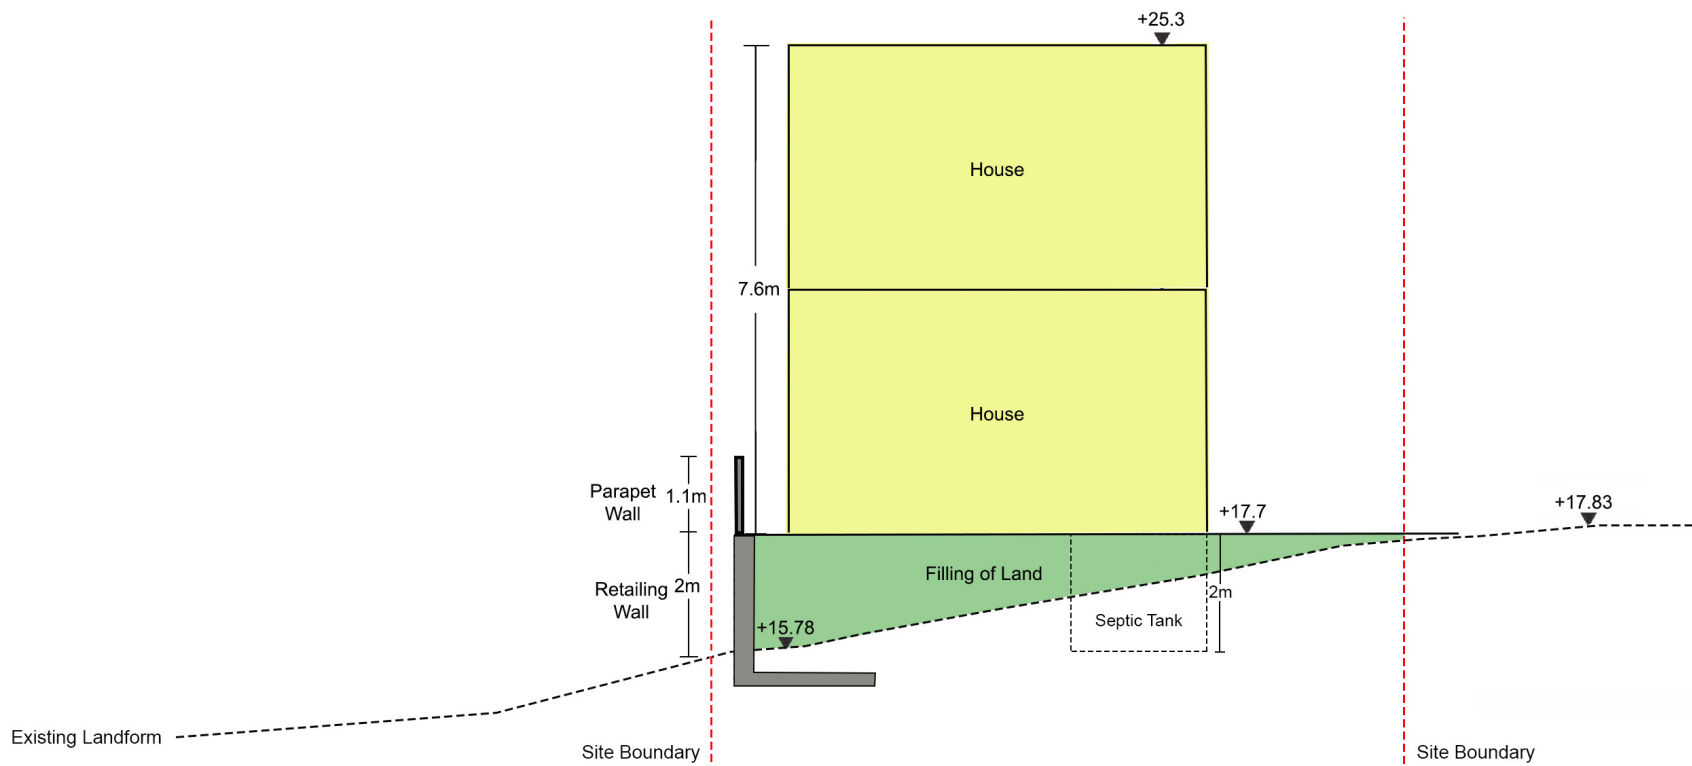 +25.3
House
7.6m
House
Parapet
Wall
1.1m
+17.7
+17.83
Filling of Land
Retailing
Wall
2m
2m
+15.78
Septic Tank
Existing Landform
Site Boundary
Site Boundary